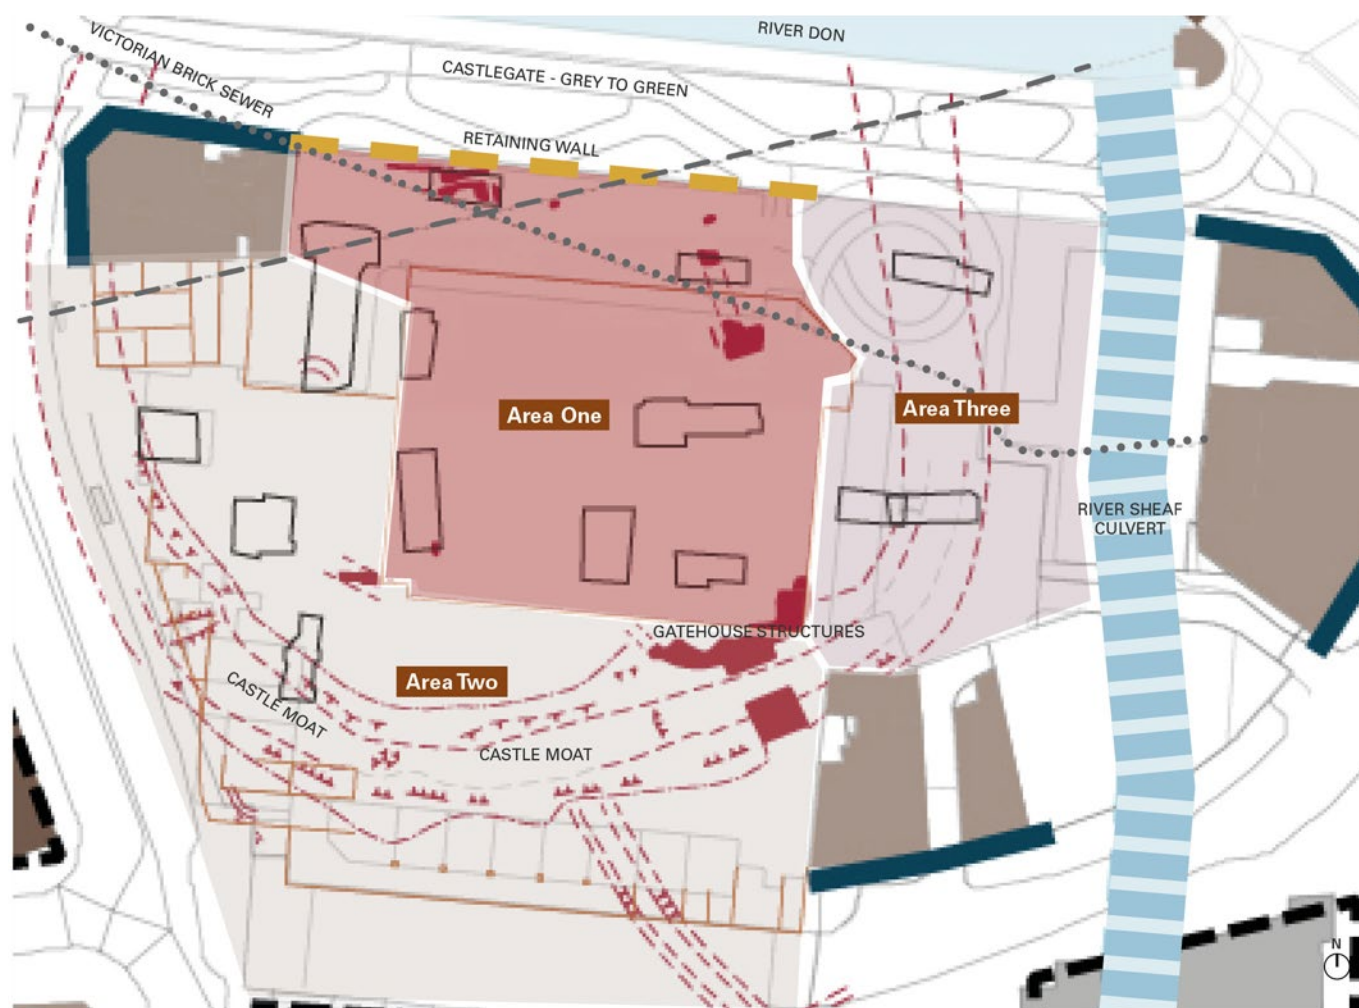 RIVER DON
VICTORIAN BRICK SEWER
CASTLEGATE - GREY TO GREEN
RETAINING WALL
Area One
Area Three
RIVER SHEAF
CULVERT
GATEHOUSE STRUCTURES
Area Two
CASTLE MOAT
CASTLE MOAT
N